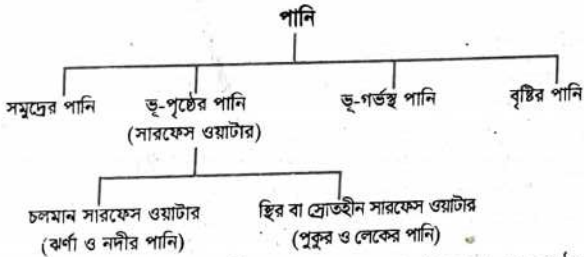 পানি
সমুদ্রের পানি ভূ-পৃষ্ঠের পানি ভূ-গর্ভস্থ পানি বৃষ্টির পানি
(সারফেস ওয়াটার)
চলমান সারফেস ওয়াটার স্থির বা স্রোতহীন সারফেস ওয়াটার
(ঝর্ণা ও নদীর পানি) (পুকুর ও লেকের পানি)